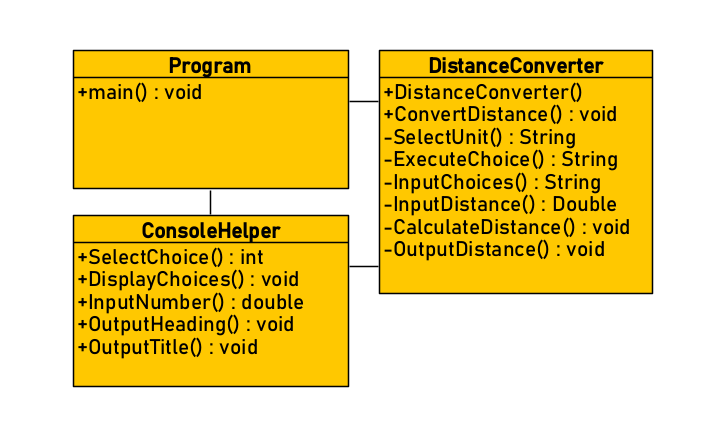 Program
+main() : void
DistanceConverter
+DistanceConverter()
+ConvertDistance() : void
-SelectUnit() : String
-ExecuteChoice() : String
-InputChoices() : String
-InputDistance() : Double
-CalculateDistance() : void
-OutputDistance() : void
ConsoleHelper
+SelectChoice() : int
+DisplayChoices() : void
+InputNumber() : double
+OutputHeading() : void
+OutputTitle() : void